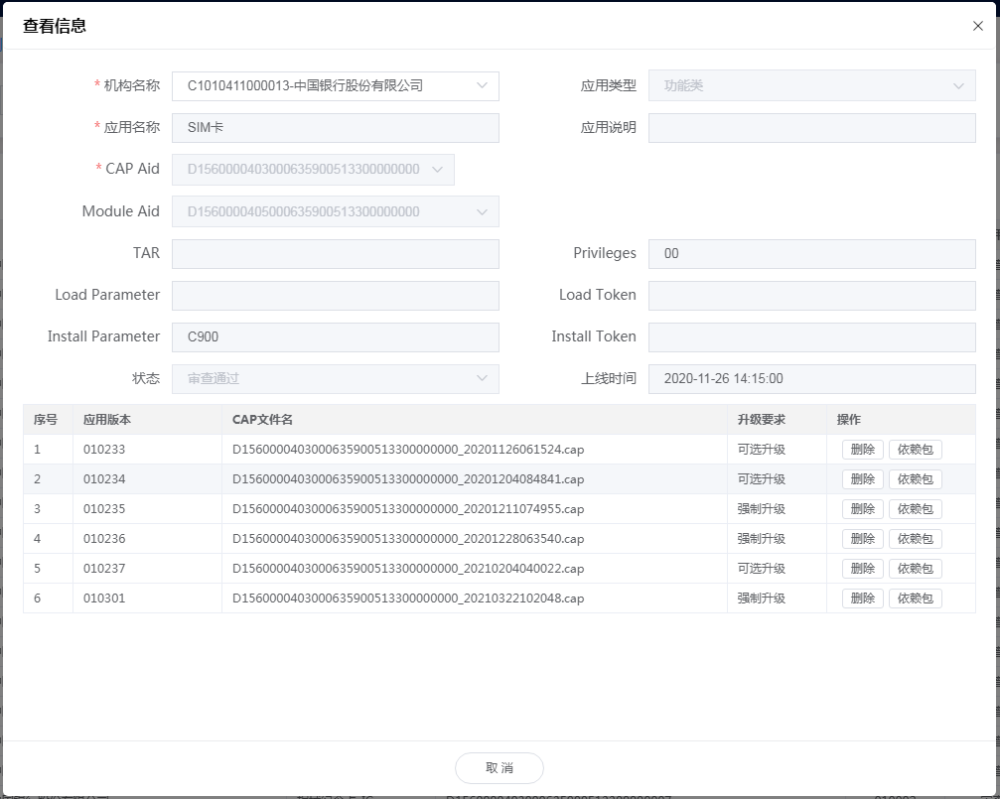 查看信息
* 机构名称 C1010411000013-中国银行股份有限公司 应用类型 功能类
* 应用名称 SIM卡 应用说明
* CAP Aid D1560000403000635900513300000000
Module Aid D1560000405000635900513300000000
TAR Privileges 00
Load Parameter Load Token
Install Parameter C900 Install Token
状态 审查通过 上线时间 2020-11-26 14:15:00
序号 应用版本 CAP文件名 升级要求 操作
1 010233 D1560000403000635900513300000000_20201126061524.cap 可选升级 删除 依赖包
2 010234 D1560000403000635900513300000000_20201204084841.cap 可选升级 删除 依赖包
3 010235 D1560000403000635900513300000000_20201211074955.cap 强制升级 删除 依赖包
4 010236 D1560000403000635900513300000000_20201228063540.cap 强制升级 删除 依赖包
5 010237 D1560000403000635900513300000000_20210204040022.cap 可选升级 删除 依赖包
6 010301 D1560000403000635900513300000000_20210322102048.cap 强制升级 删除 依赖包
取 消